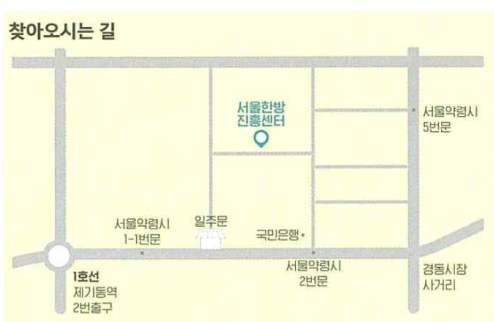 찾아오시는 길
서울한방
진흥센터
서울약령시
5번문
서울약령시
1-1번문
일주문
국민은행
서울약령시
2번문
1호선
제기동역
2번출구
경동시장
사거리